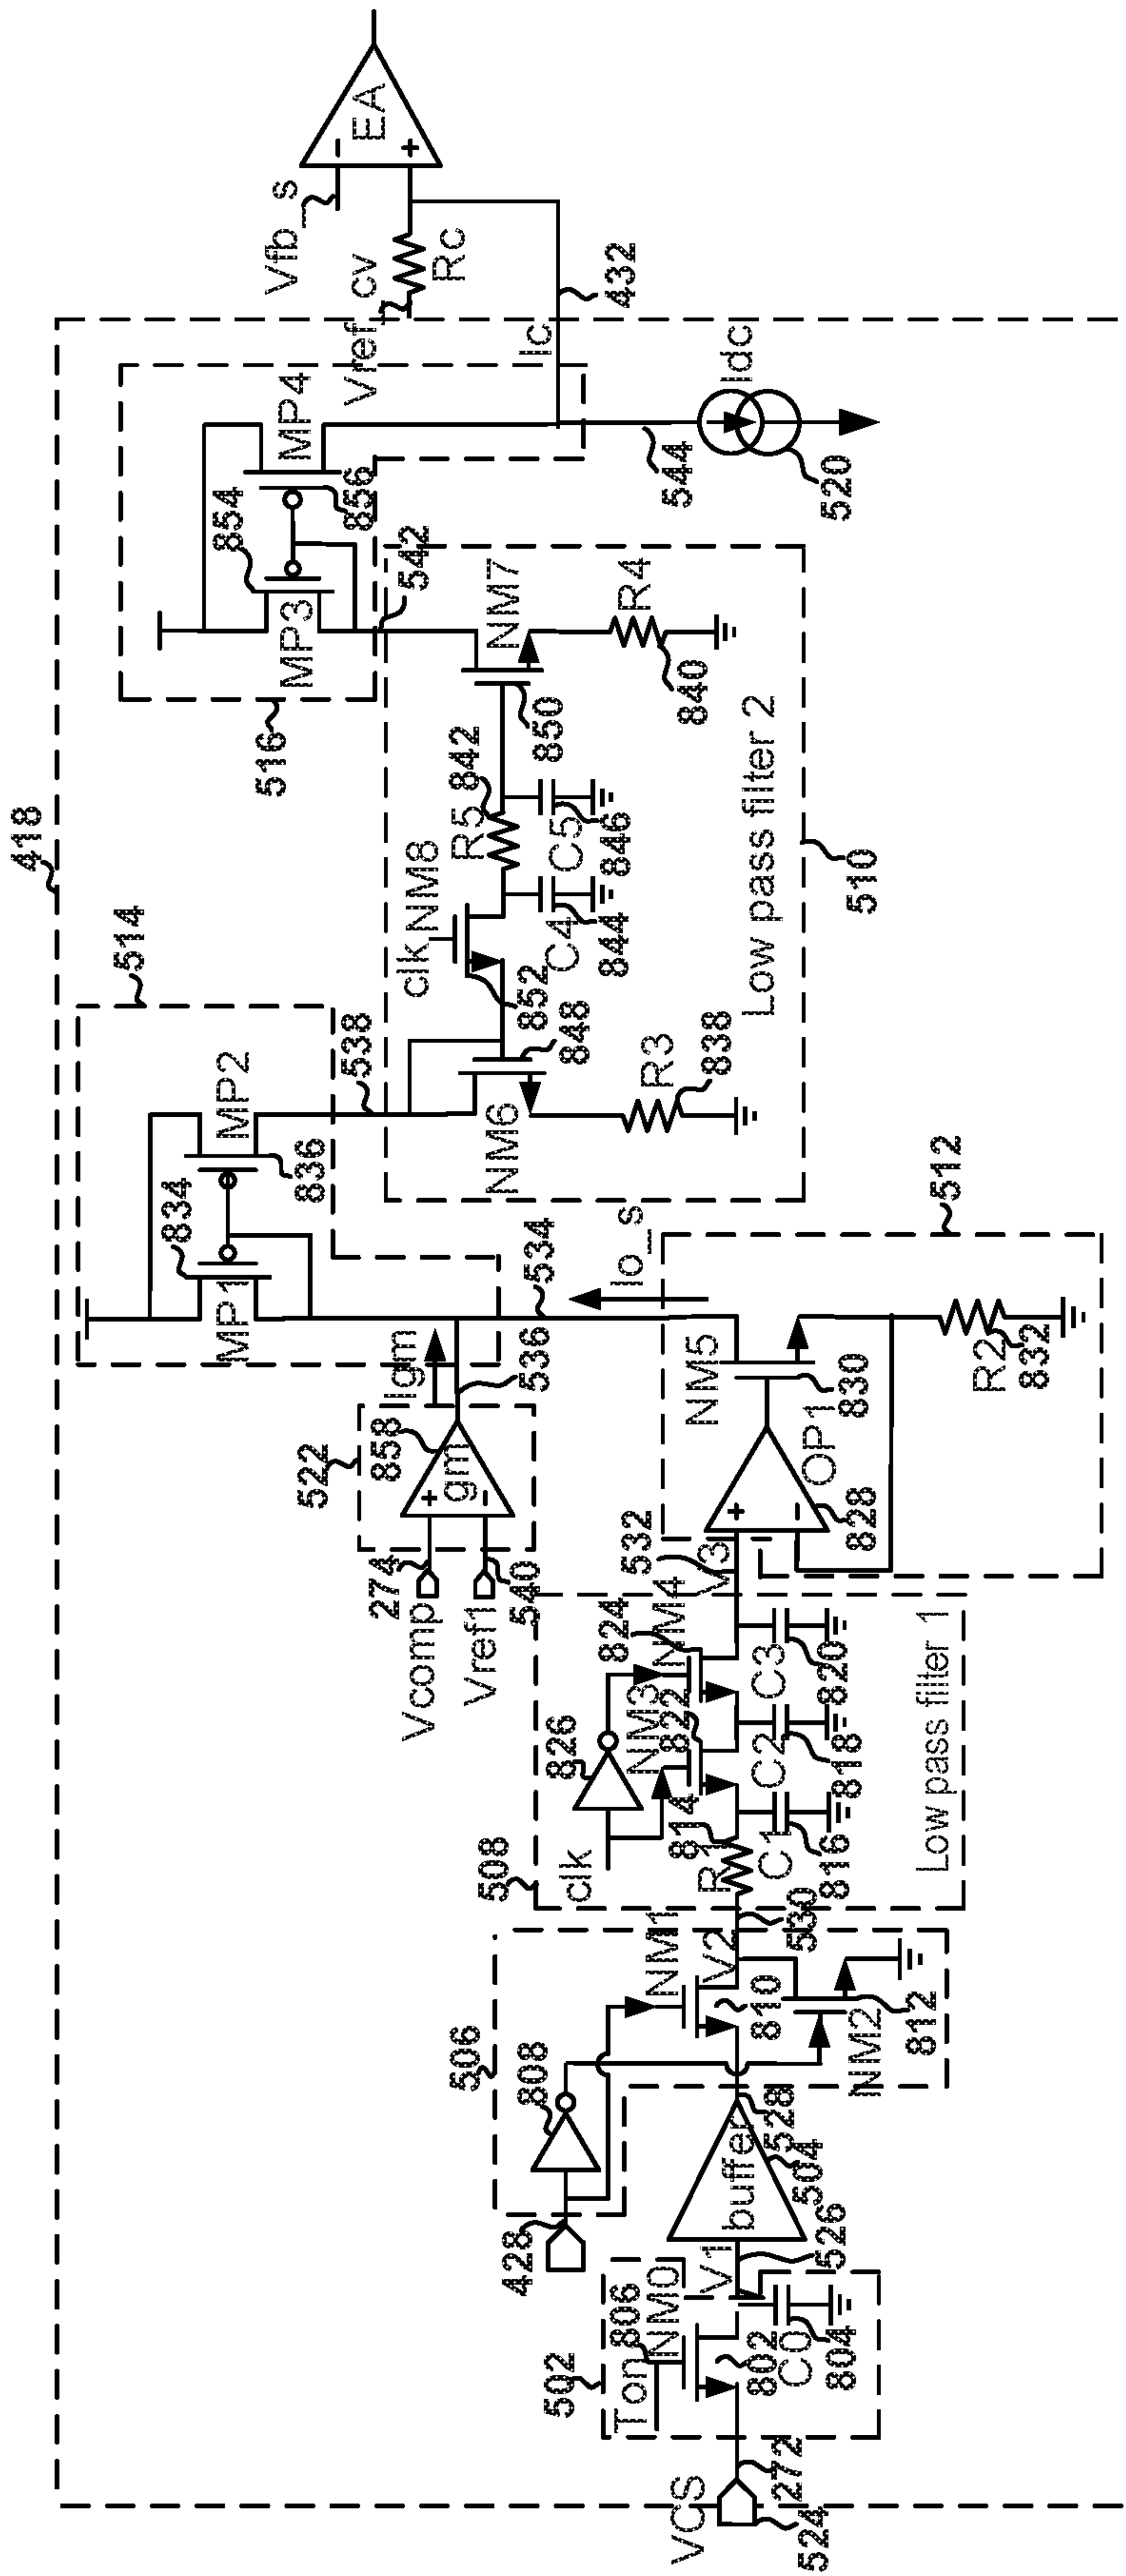 418
514
516
MP1
834
MP2
836
MP3
854
MP4
856
522
858
gm
Igm
274
Vcomp
540
Vref1
536
534
Io_s
538
542
544
Ic
432
Idc
520
Vref_cv
Rc
Vfb_s
EA
-
+
+
-
NM6
848
R3
838
clk
NM8
852
C4
844
R5
842
C5
846
NM7
850
R4
840
Low pass filter 2
510
512
NM5
830
OP1
828
+
-
R2
832
V3
532
508
clk
826
NM3
822
NM4
824
R1
814
C1
816
C2
818
C3
820
Low pass filter 1
530
V2
506
808
428
NM1
810
NM2
812
buffer
528
504
526
V1
502
Ton
806
NM0
802
C0
804
VCS
272
524